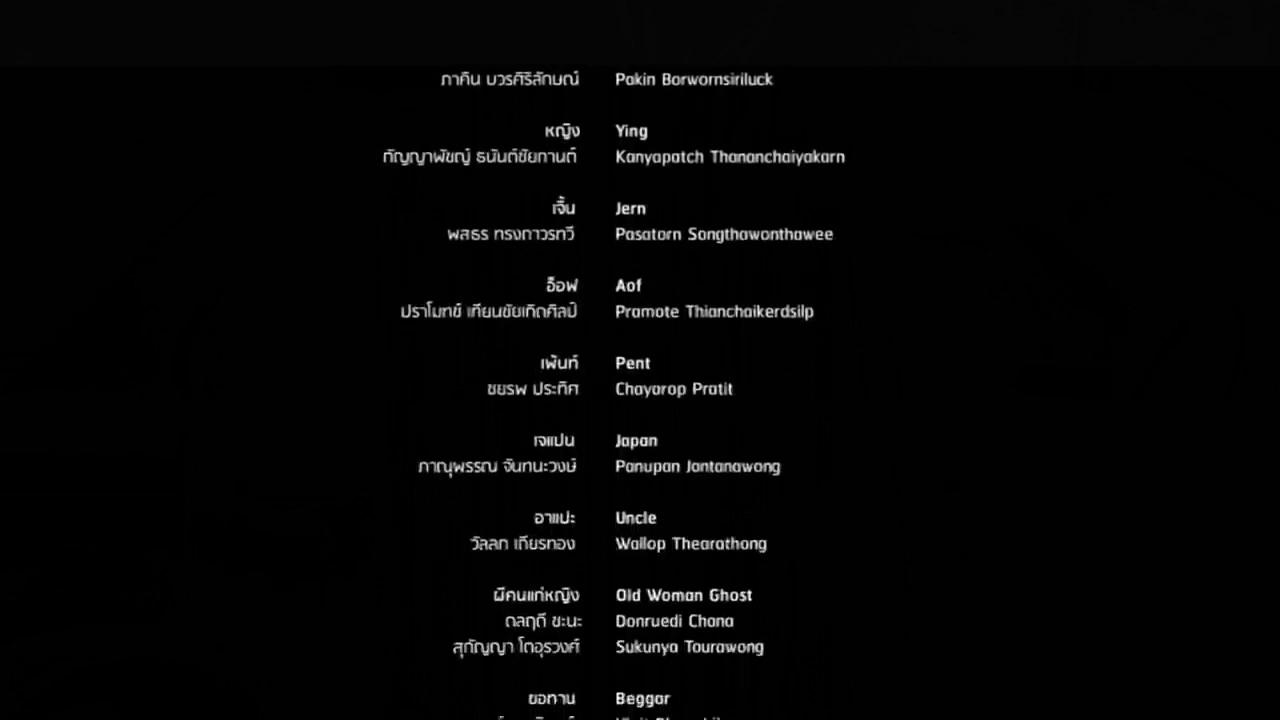 ภาคิน บวรศิริลักษณ์ Pakin Borwornsiriluck
หญิง Ying
กัญญาพัชญ์ ธนันต์ชัยกานต์ Kanyapatch Thananchaiyakarn
เจิ้น Jern
พสธร ทรงถาวรทวี Pasatorn Songthawonthawee
อ็อฟ Aof
ปราโมทย์ เทียนชัยเกิดศิลป์ Pramote Thianchaikerdsilp
เพ้นท์ Pent
ชยรพ ประทิศ Chayarop Pratit
เจแปน Japan
ภาณุพรรณ จันทนะวงษ์ Panupan Jantanawong
อาแปะ Uncle
วัลลภ เถียรทอง Wallop Thearathong
ผีคนแก่หญิง Old Woman Ghost
ดลฤดี ชะนะ Donruedi Chana
สุกัญญา โตอุรวงศ์ Sukunya Tourawong
ขอทาน Beggar